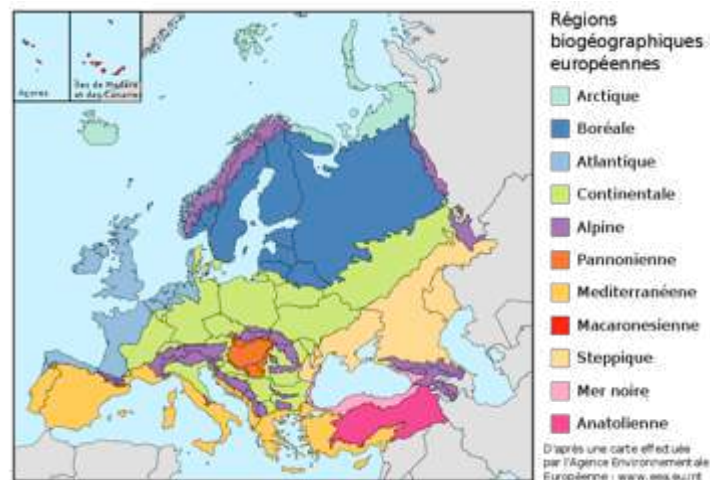 Açores
Îles de Madère
et des Canaries
Régions
biogéographiques
européennes
Arctique
Boréale
Atlantique
Continentale
Alpine
Pannonienne
Mediterranéene
Macaronesienne
Steppique
Mer noire
Anatolienne
D'après une carte effectuée
par l'Agence Environnementale
Européenne : www.eea.eu.int